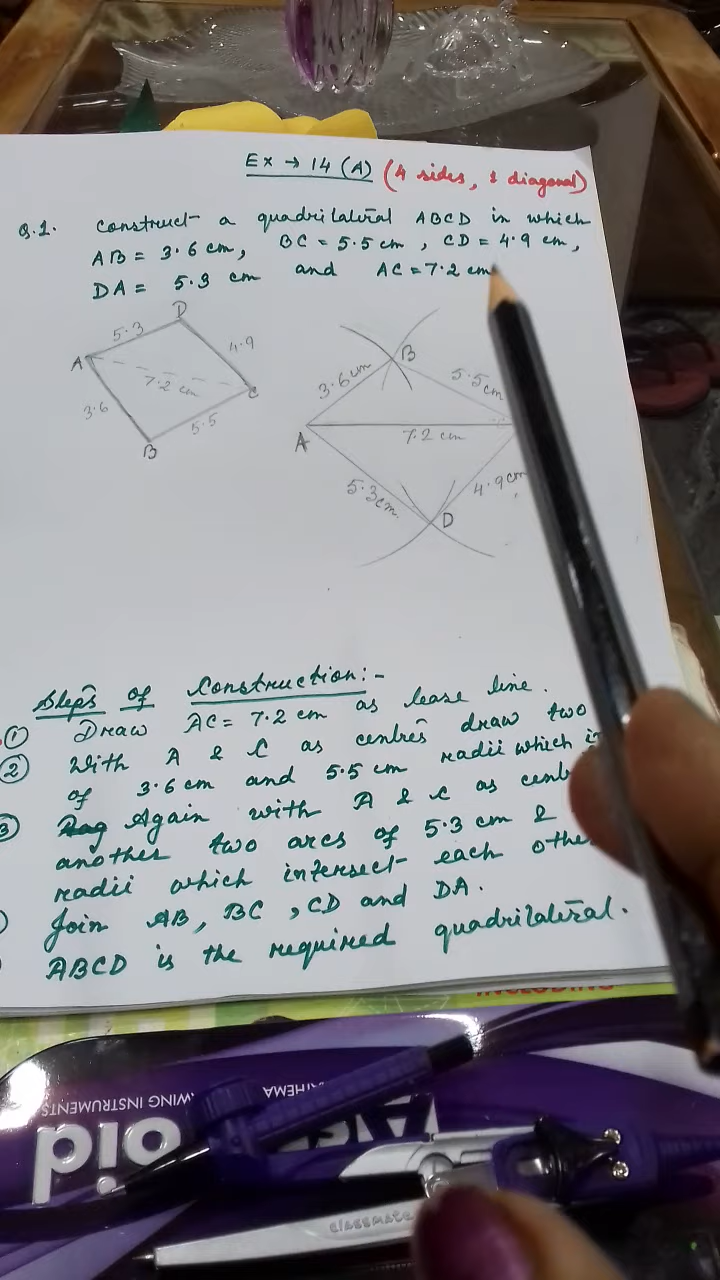 Ex → 14 (A) (4 sides, 1 diagonal)
Q.1. Construct a quadrilateral ABCD in which
AB = 3.6 cm, BC = 5.5 cm, CD = 4.9 cm,
DA = 5.3 cm and AC = 7.2 cm
D
5.3
4.9
A
7.2 cm
C
3.6
5.5
B
B
3.6 cm
5.5 cm
A
7.2 cm
5.3 cm.
4.9 cm
D
Steps of Construction:-
① Draw AC = 7.2 cm as base line.
② With A & C as centres draw two
of 3.6 cm and 5.5 cm radii which
Again with A & C as
another two arcs of 5.3 cm &
radii which intersect each
Join AB, BC, CD and DA.
ABCD is the required quadrilateral.
INCLUDING
WING INSTRUMENTS
oid
classmate